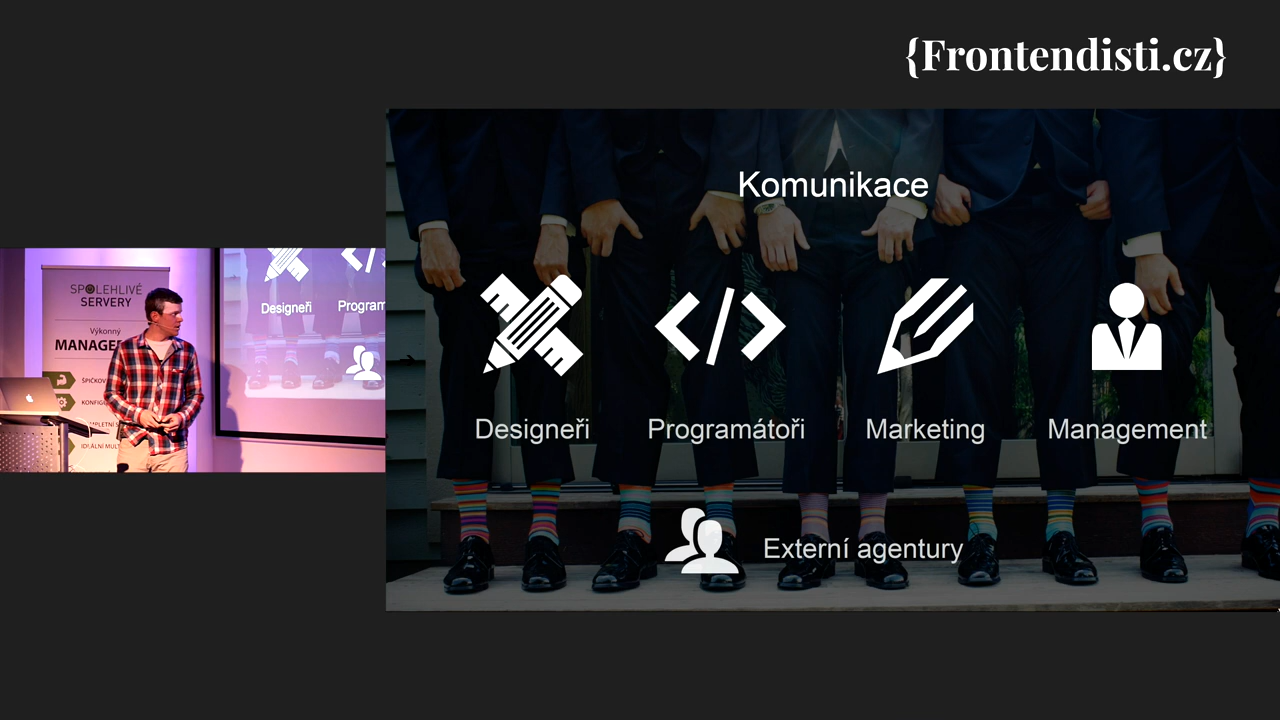 {Frontendisti.cz}
Komunikace
Designeři
Programátoři
Marketing
Management
Externí agentury
SPOLEHLIVÉ
SERVERY
Výkonný
Designeři